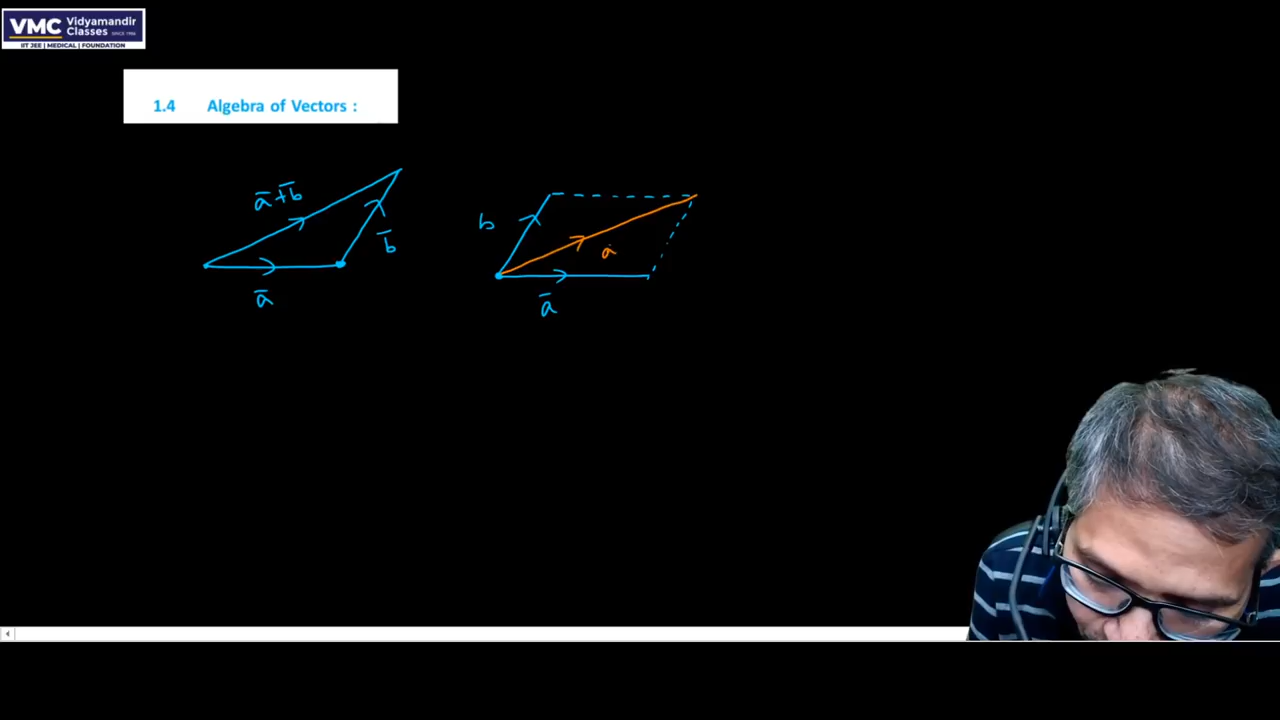 VMC Vidyamandir Classes SINCE 1986
IIT JEE | MEDICAL | FOUNDATION
1.4 Algebra of Vectors :
a̅+b̅
b̅
a̅
b
a
a̅